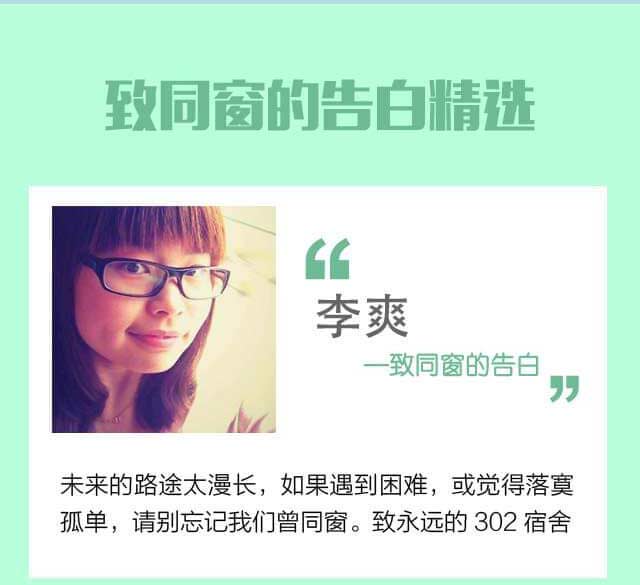 致同窗的告白精选
“
李爽
—致同窗的告白
”
未来的路途太漫长，如果遇到困难，或觉得落寞
孤单，请别忘记我们曾同窗。致永远的 302 宿舍